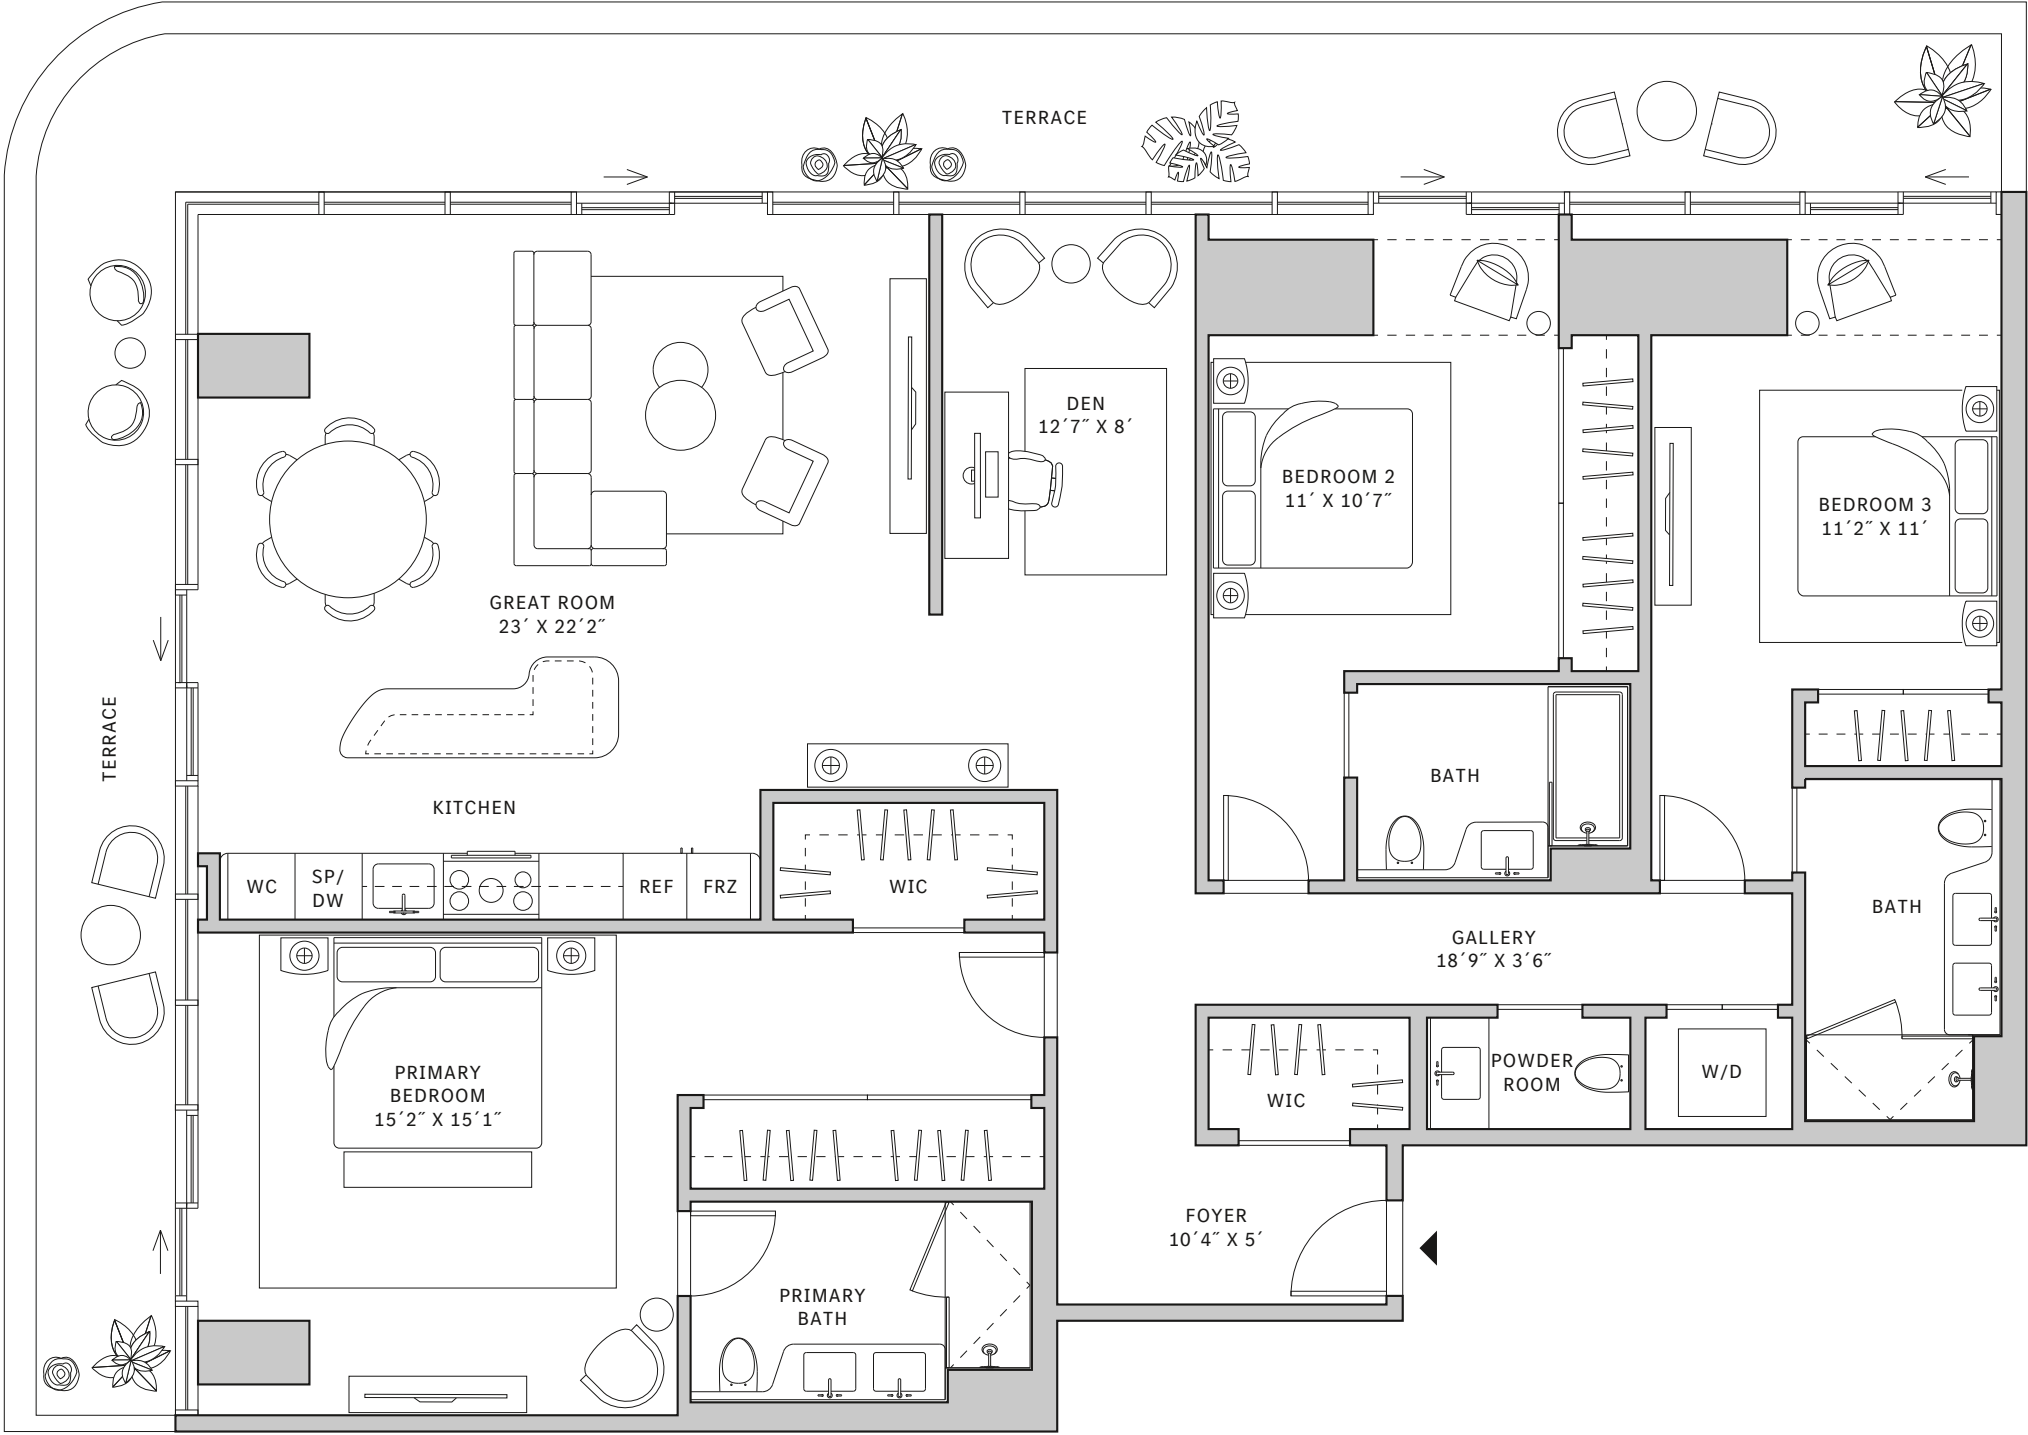 TERRACE
DEN
12´7˝ X 8´
BEDROOM 2
11´ X 10´7˝
BEDROOM 3
11´2˝ X 11´
GREAT ROOM
23´ X 22´2˝
TERRACE
KITCHEN
BATH
WC
SP/
DW
REF
FRZ
WIC
BATH
GALLERY
18´9˝ X 3´6˝
PRIMARY
BEDROOM
15´2˝ X 15´1˝
WIC
POWDER
ROOM
W/D
FOYER
10´4˝ X 5´
PRIMARY
BATH